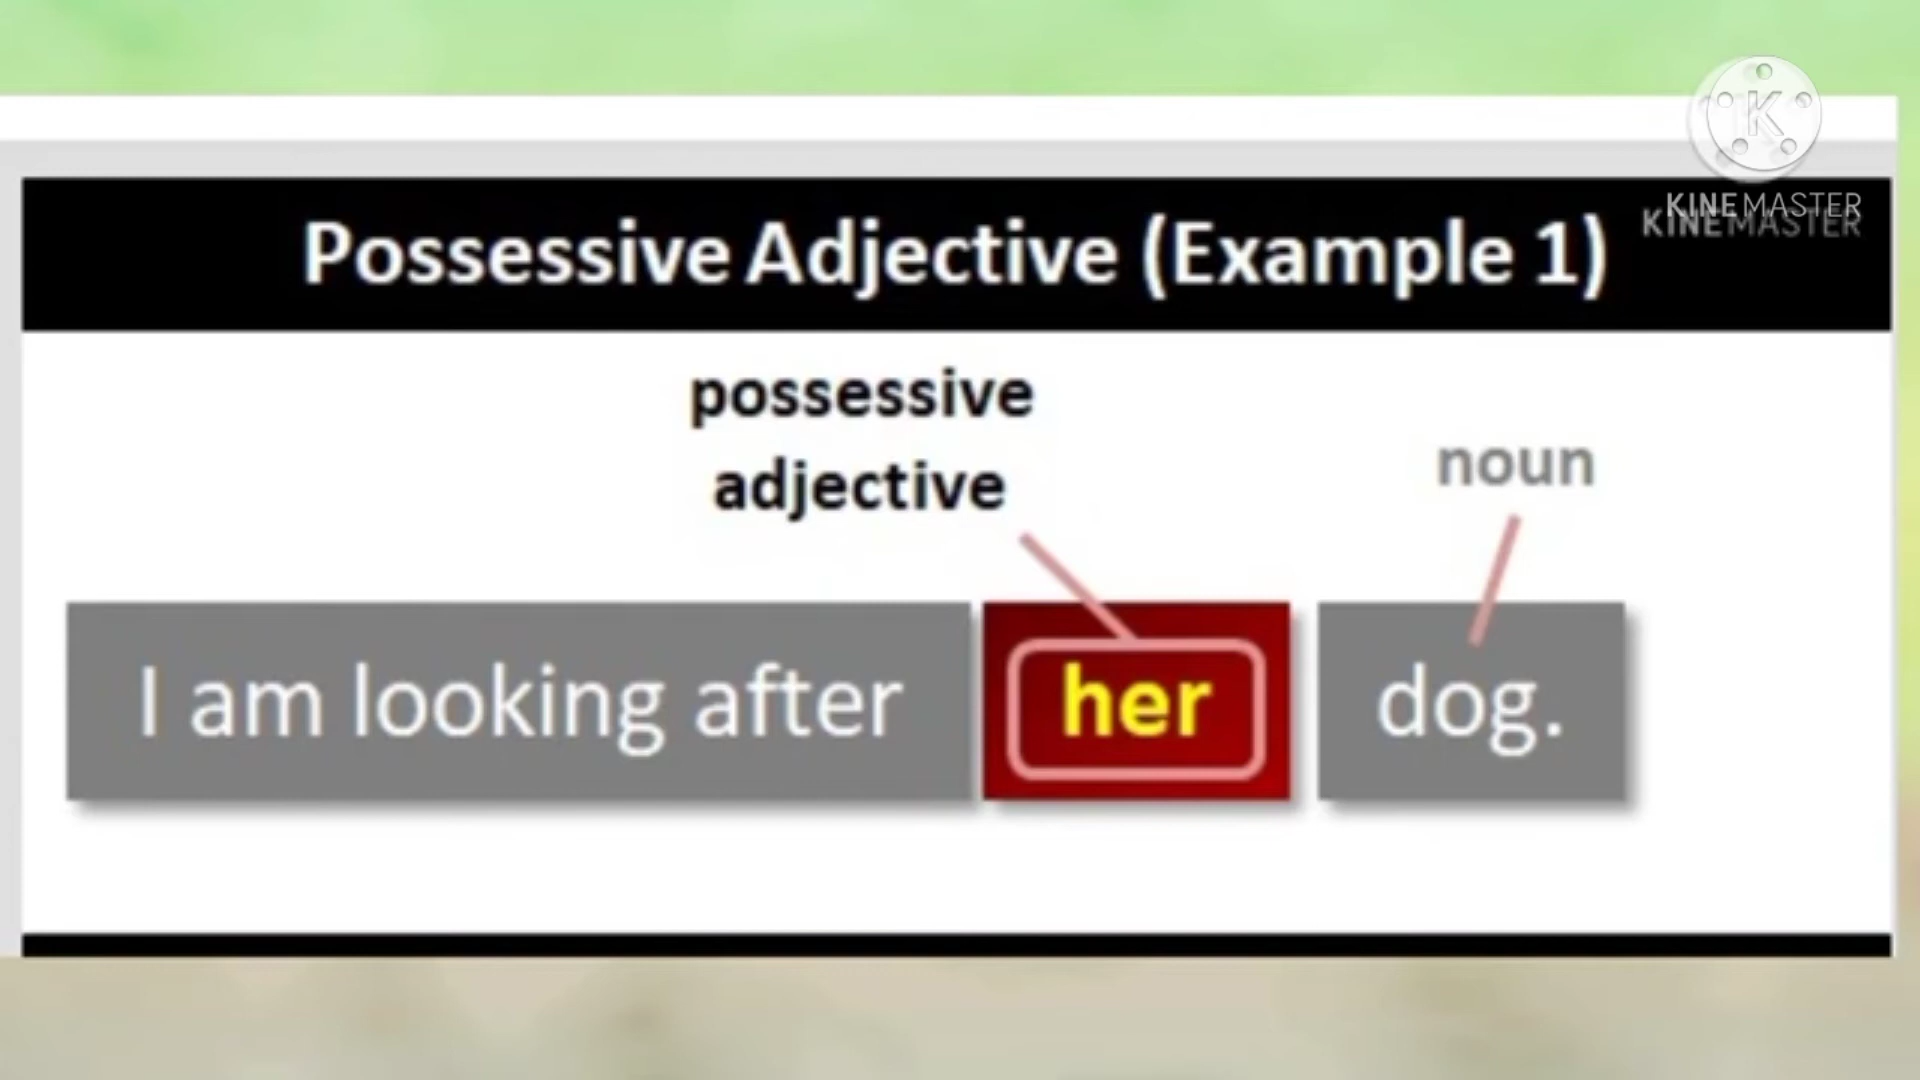 KINEMASTER
Possessive Adjective (Example 1)
possessive
adjective
noun
I am looking after her dog.